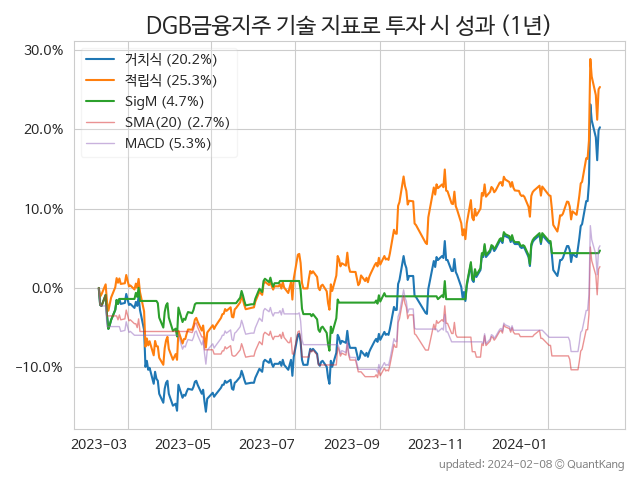 DGB금융지주 기술 지표로 투자 시 성과 (1년)
30.0%
20.0%
10.0%
0.0%
−10.0%
거치식 (20.2%)
적립식 (25.3%)
SigM (4.7%)
SMA(20) (2.7%)
MACD (5.3%)
2023-03 2023-05 2023-07 2023-09 2023-11 2024-01
updated: 2024-02-08 ⓒ QuantKang